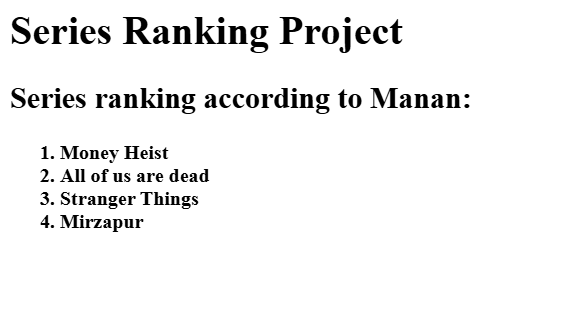 Series Ranking Project
Series ranking according to Manan:
1. Money Heist
2. All of us are dead
3. Stranger Things
4. Mirzapur